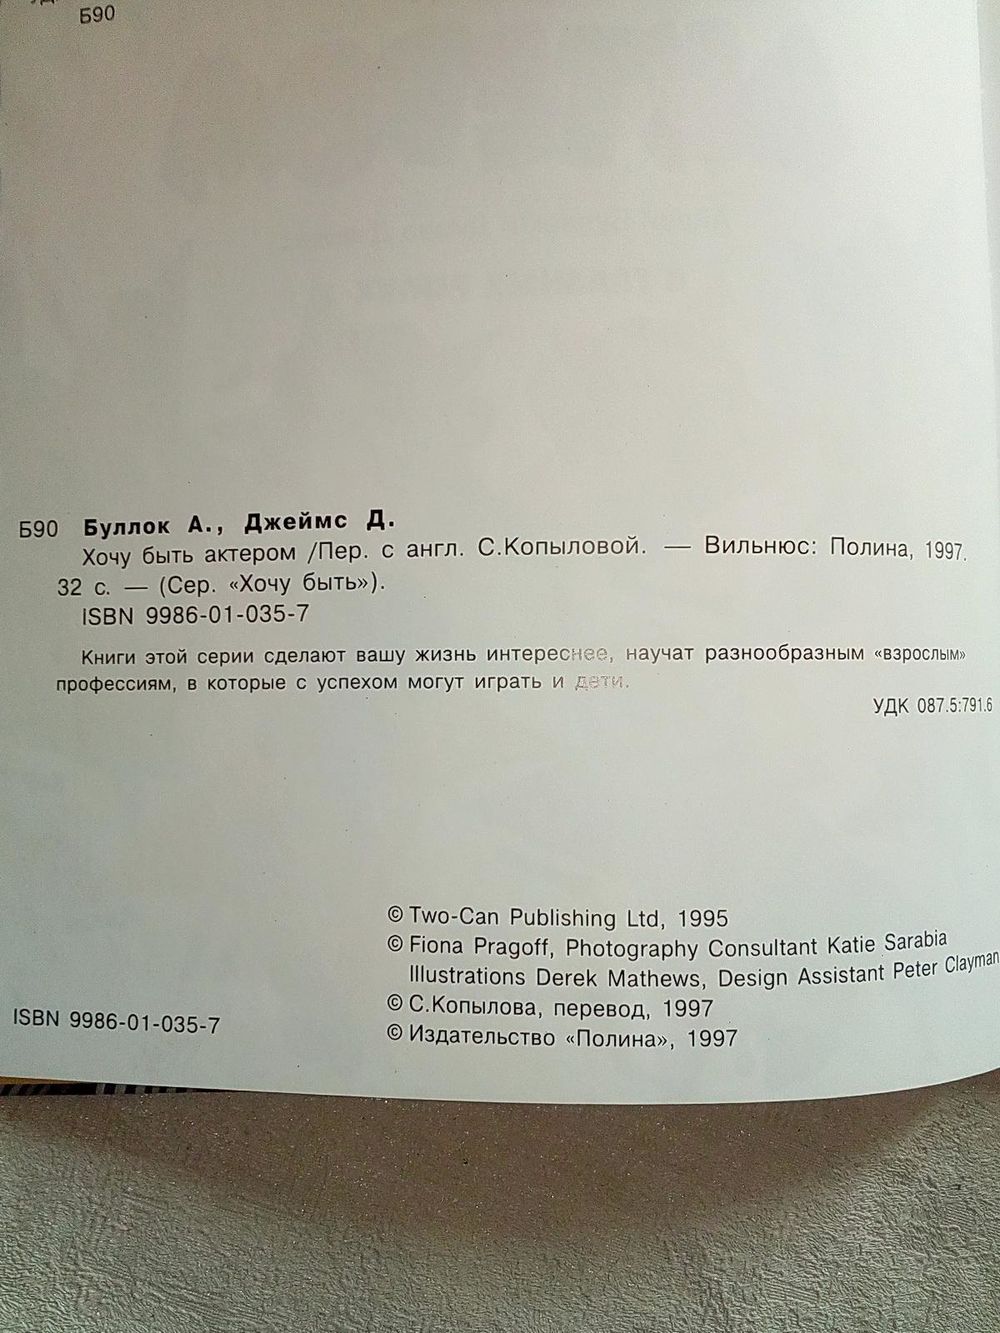 Б90
Б90 Буллок А., Джеймс Д.
Хочу быть актером /Пер. с англ. С.Копыловой. — Вильнюс: Полина, 1997.
32 с. — (Сер. «Хочу быть»).
ISBN 9986-01-035-7
Книги этой серии сделают вашу жизнь интереснее, научат разнообразным «взрослым»
профессиям, в которые с успехом могут играть и дети.
УДК 087.5:791.6
© Two-Can Publishing Ltd, 1995
© Fiona Pragoff, Photography Consultant Katie Sarabia
Illustrations Derek Mathews, Design Assistant Peter Clayman
© С.Копылова, перевод, 1997
ISBN 9986-01-035-7
© Издательство «Полина», 1997